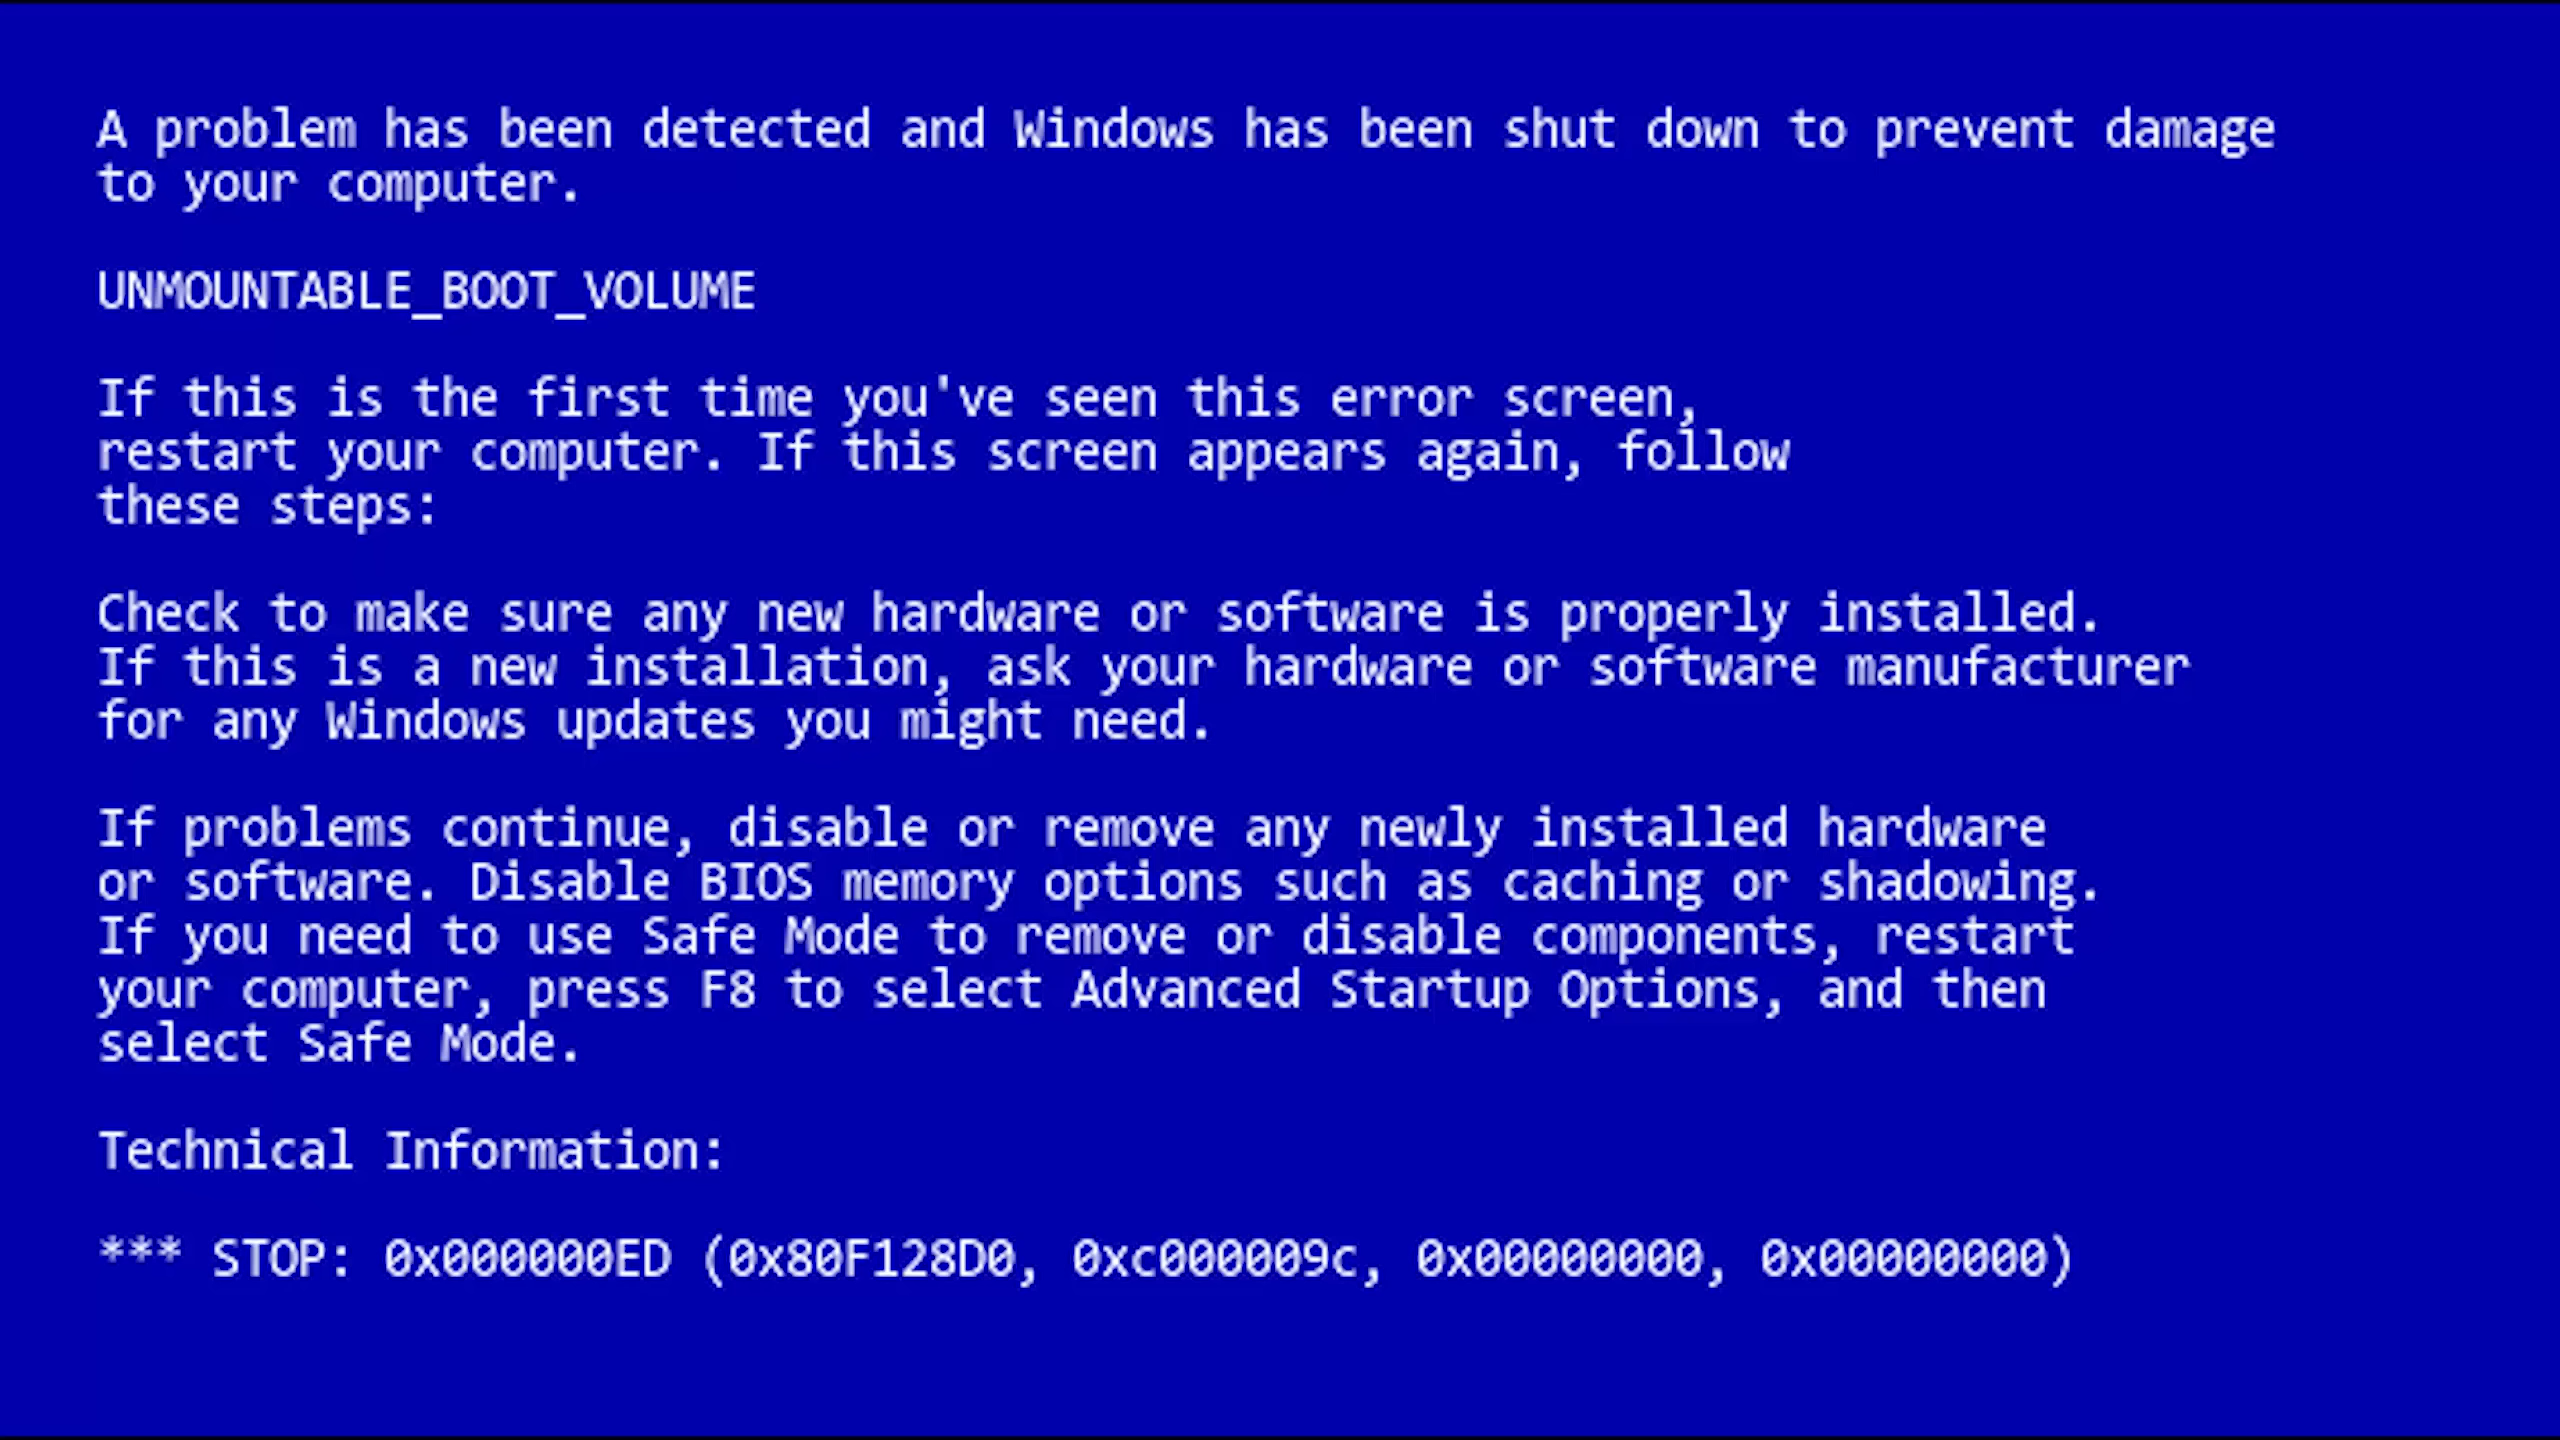 A problem has been detected and Windows has been shut down to prevent damage
to your computer.
UNMOUNTABLE_BOOT_VOLUME
If this is the first time you've seen this error screen,
restart your computer. If this screen appears again, follow
these steps:
Check to make sure any new hardware or software is properly installed.
If this is a new installation, ask your hardware or software manufacturer
for any Windows updates you might need.
If problems continue, disable or remove any newly installed hardware
or software. Disable BIOS memory options such as caching or shadowing.
If you need to use Safe Mode to remove or disable components, restart
your computer, press F8 to select Advanced Startup Options, and then
select Safe Mode.
Technical Information:
*** STOP: 0x000000ED (0x80F128D0, 0xc000009c, 0x00000000, 0x00000000)